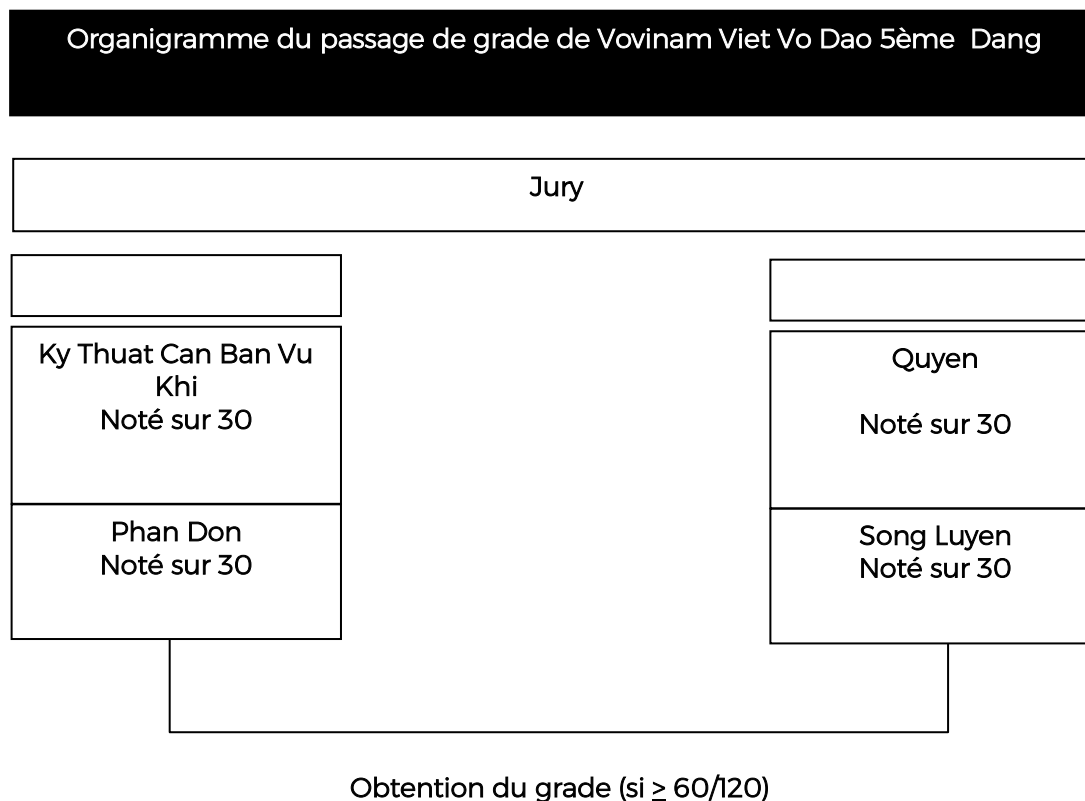 Organigramme du passage de grade de Vovinam Viet Vo Dao 5ème Dang
Jury
Ky Thuat Can Ban Vu
Khi
Noté sur 30
Phan Don
Noté sur 30
Quyen
Noté sur 30
Song Luyen
Noté sur 30
Obtention du grade (si ≥ 60/120)